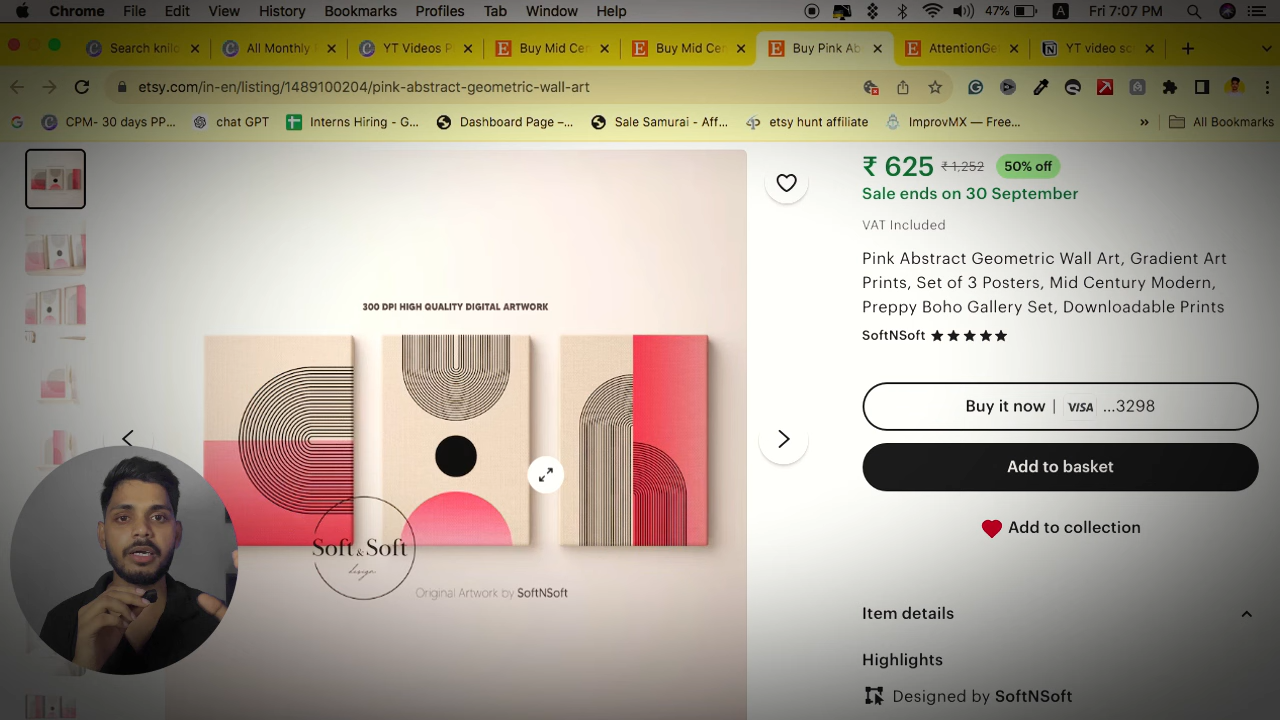 Chrome File Edit View History Bookmarks Profiles Tab Window Help 47% A Fri 7:07 PM
Search knilo × All Monthly × YT Videos P × Buy Mid Cen × Buy Mid Cen × Buy Pink Ab × AttentionGe × YT video sc ×
etsy.com/in-en/listing/1489100204/pink-abstract-geometric-wall-art
CPM- 30 days PP... chat GPT Interns Hiring - G... Dashboard Page –... Sale Samurai - Aff... etsy hunt affiliate ImprovMX — Free... » All Bookmarks
₹ 625 ₹ 1,252 50% off
Sale ends on 30 September
VAT Included
Pink Abstract Geometric Wall Art, Gradient Art
Prints, Set of 3 Posters, Mid Century Modern,
Preppy Boho Gallery Set, Downloadable Prints
SoftNSoft ★★★★★
300 DPI HIGH QUALITY DIGITAL ARTWORK
Buy it now | VISA ...3298
Add to basket
Add to collection
Soft & Soft
design
Original Artwork by SoftNSoft
Item details
Highlights
Designed by SoftNSoft